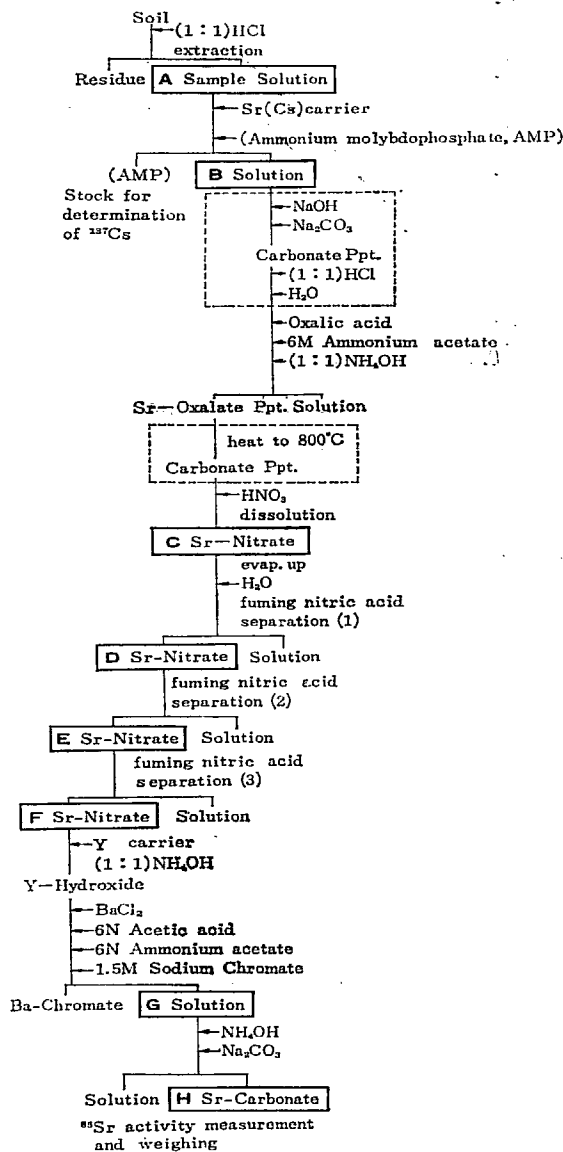 Soil
(1:1)HCl
extraction
Residue A Sample Solution
Sr(Cs)carrier
(Ammonium molybdophosphate, AMP)
(AMP) B Solution
Stock for
determination
of ¹³⁷Cs
NaOH
Na₂CO₃
Carbonate Ppt.
(1:1)HCl
H₂O
Oxalic acid
6M Ammonium acetate
(1:1)NH₄OH
Sr-Oxalate Ppt. Solution
heat to 800°C
Carbonate Ppt.
HNO₃
dissolution
C Sr-Nitrate
evap. up
H₂O
fuming nitric acid
separation (1)
D Sr-Nitrate Solution
fuming nitric acid
separation (2)
E Sr-Nitrate Solution
fuming nitric acid
separation (3)
F Sr-Nitrate Solution
Y carrier
(1:1)NH₄OH
Y-Hydroxide
BaCl₂
6N Acetic acid
6N Ammonium acetate
1.5M Sodium Chromate
Ba-Chromate G Solution
NH₄OH
Na₂CO₃
Solution H Sr-Carbonate
⁸⁵Sr activity measurement
and weighing